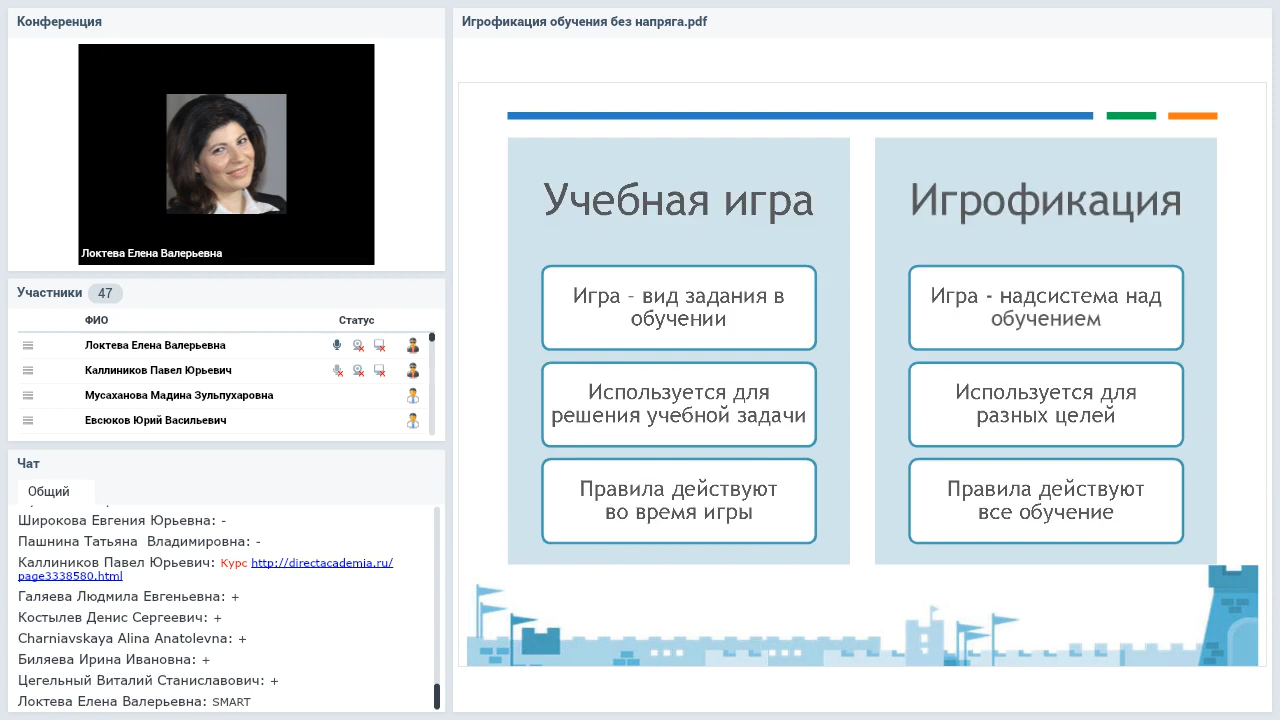 Конференция
Локтева Елена Валерьевна
Участники 47
ФИО Статус
Локтева Елена Валерьевна
Каллиников Павел Юрьевич
Мусаханова Мадина Зульпухаровна
Евсюков Юрий Васильевич
Чат
Общий
Широкова Евгения Юрьевна: -
Пашнина Татьяна Владимировна: -
Каллиников Павел Юрьевич: Курс http://directacademia.ru/
page3338580.html
Галяева Людмила Евгеньевна: +
Костылев Денис Сергеевич: +
Charniavskaya Alina Anatolevna: +
Биляева Ирина Ивановна: +
Цегельный Виталий Станиславович: +
Локтева Елена Валерьевна: SMART
Игрофикация обучения без напряга.pdf
Учебная игра
Игра - вид задания в
обучении
Используется для
решения учебной задачи
Правила действуют
во время игры
Игрофикация
Игра - надсистема над
обучением
Используется для
разных целей
Правила действуют
все обучение